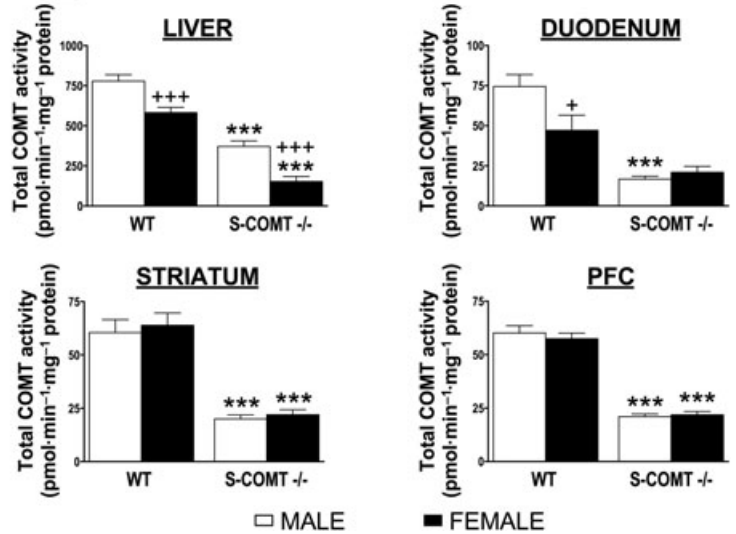 LIVER
Total COMT activity
(pmol·min⁻¹·mg⁻¹ protein)
1000
750
500
250
0
+++
***
+++
***
WT
S-COMT -/-
DUODENUM
Total COMT activity
(pmol·min⁻¹·mg⁻¹ protein)
100
75
50
25
0
+
***
WT
S-COMT -/-
STRIATUM
Total COMT activity
(pmol·min⁻¹·mg⁻¹ protein)
75
50
25
0
***
***
WT
S-COMT -/-
PFC
Total COMT activity
(pmol·min⁻¹·mg⁻¹ protein)
75
50
25
0
***
***
WT
S-COMT -/-
MALE
FEMALE